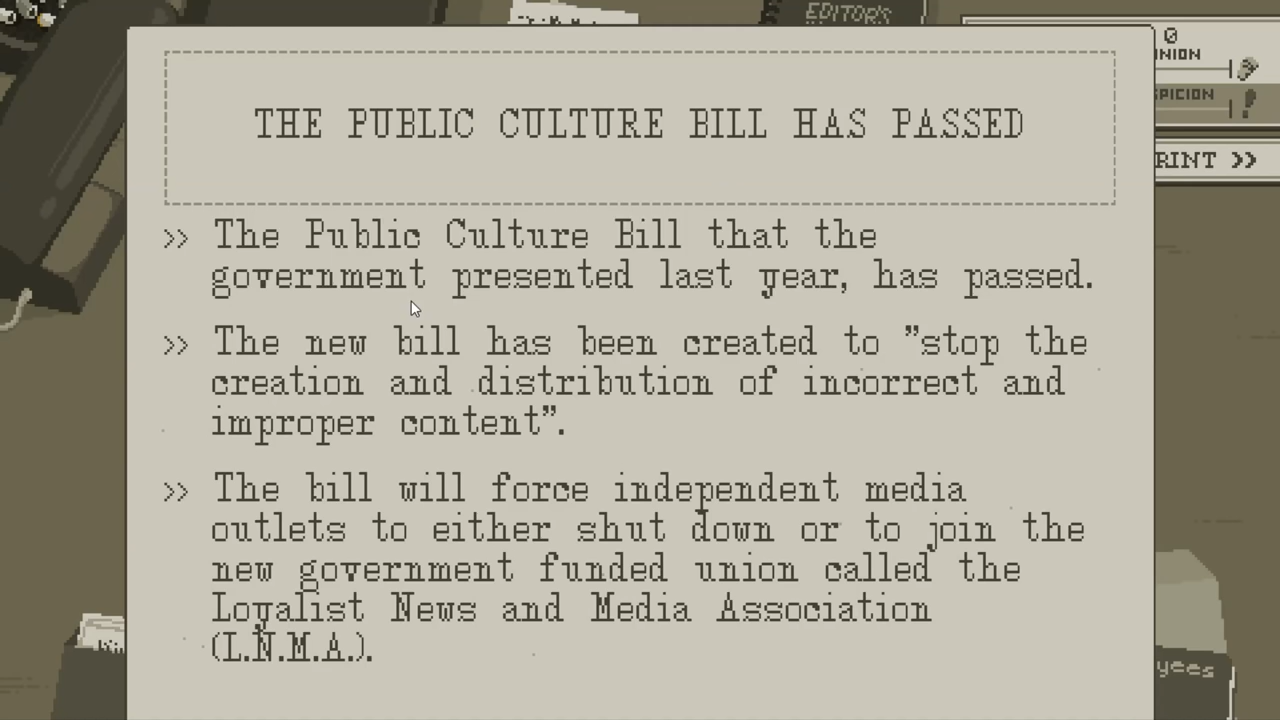 EDITOR'S
0
THE PUBLIC CULTURE BILL HAS PASSED
>> The Public Culture Bill that the
government presented last year, has passed.
>> The new bill has been created to "stop the
creation and distribution of incorrect and
improper content".
>> The bill will force independent media
outlets to either shut down or to join the
new government funded union called the
Loyalist News and Media Association
(L.N.M.A.).
NION
PICION
RINT >>
yees